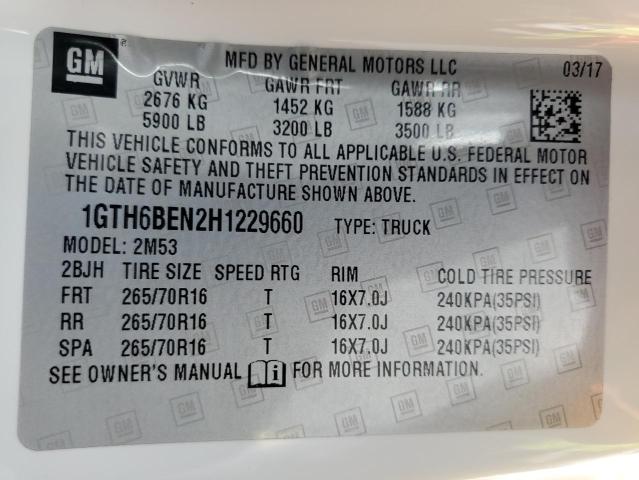 GM
MFD BY GENERAL MOTORS LLC 03/17
GVWR GAWR FRT GAWR RR
2676 KG 1452 KG 1588 KG
5900 LB 3200 LB 3500 LB
THIS VEHICLE CONFORMS TO ALL APPLICABLE U.S. FEDERAL MOTOR
VEHICLE SAFETY AND THEFT PREVENTION STANDARDS IN EFFECT ON
THE DATE OF MANUFACTURE SHOWN ABOVE.
1GTH6BEN2H1229660 TYPE: TRUCK
MODEL: 2M53
2BJH TIRE SIZE SPEED RTG RIM COLD TIRE PRESSURE
FRT 265/70R16 T 16X7.0J 240KPA(35PSI)
RR 265/70R16 T 16X7.0J 240KPA(35PSI)
SPA 265/70R16 T 16X7.0J 240KPA(35PSI)
SEE OWNER'S MANUAL i FOR MORE INFORMATION.